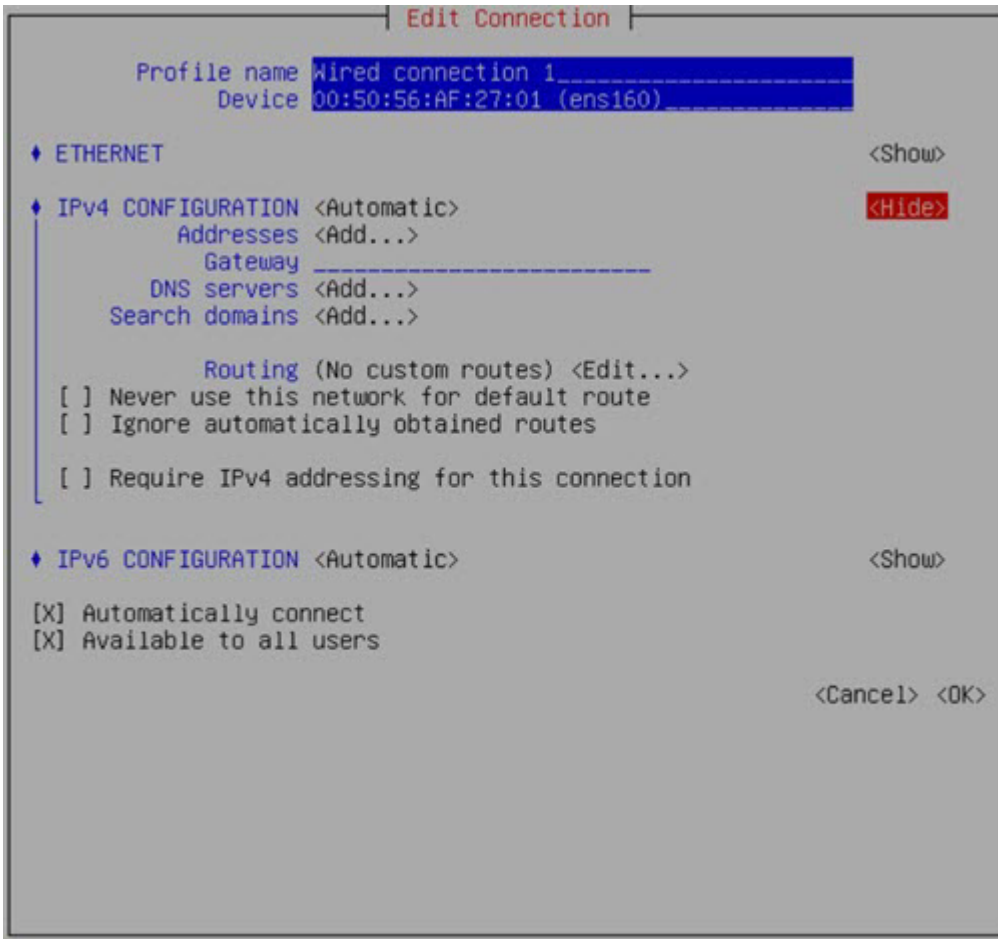 Edit Connection
Profile name Wired connection 1
Device 00:50:56:AF:27:01 (ens160)
ETHERNET <Show>
IPv4 CONFIGURATION <Automatic> <Hide>
Addresses <Add...>
Gateway
DNS servers <Add...>
Search domains <Add...>
Routing (No custom routes) <Edit...>
[ ] Never use this network for default route
[ ] Ignore automatically obtained routes
[ ] Require IPv4 addressing for this connection
IPv6 CONFIGURATION <Automatic> <Show>
[X] Automatically connect
[X] Available to all users
<Cancel> <OK>